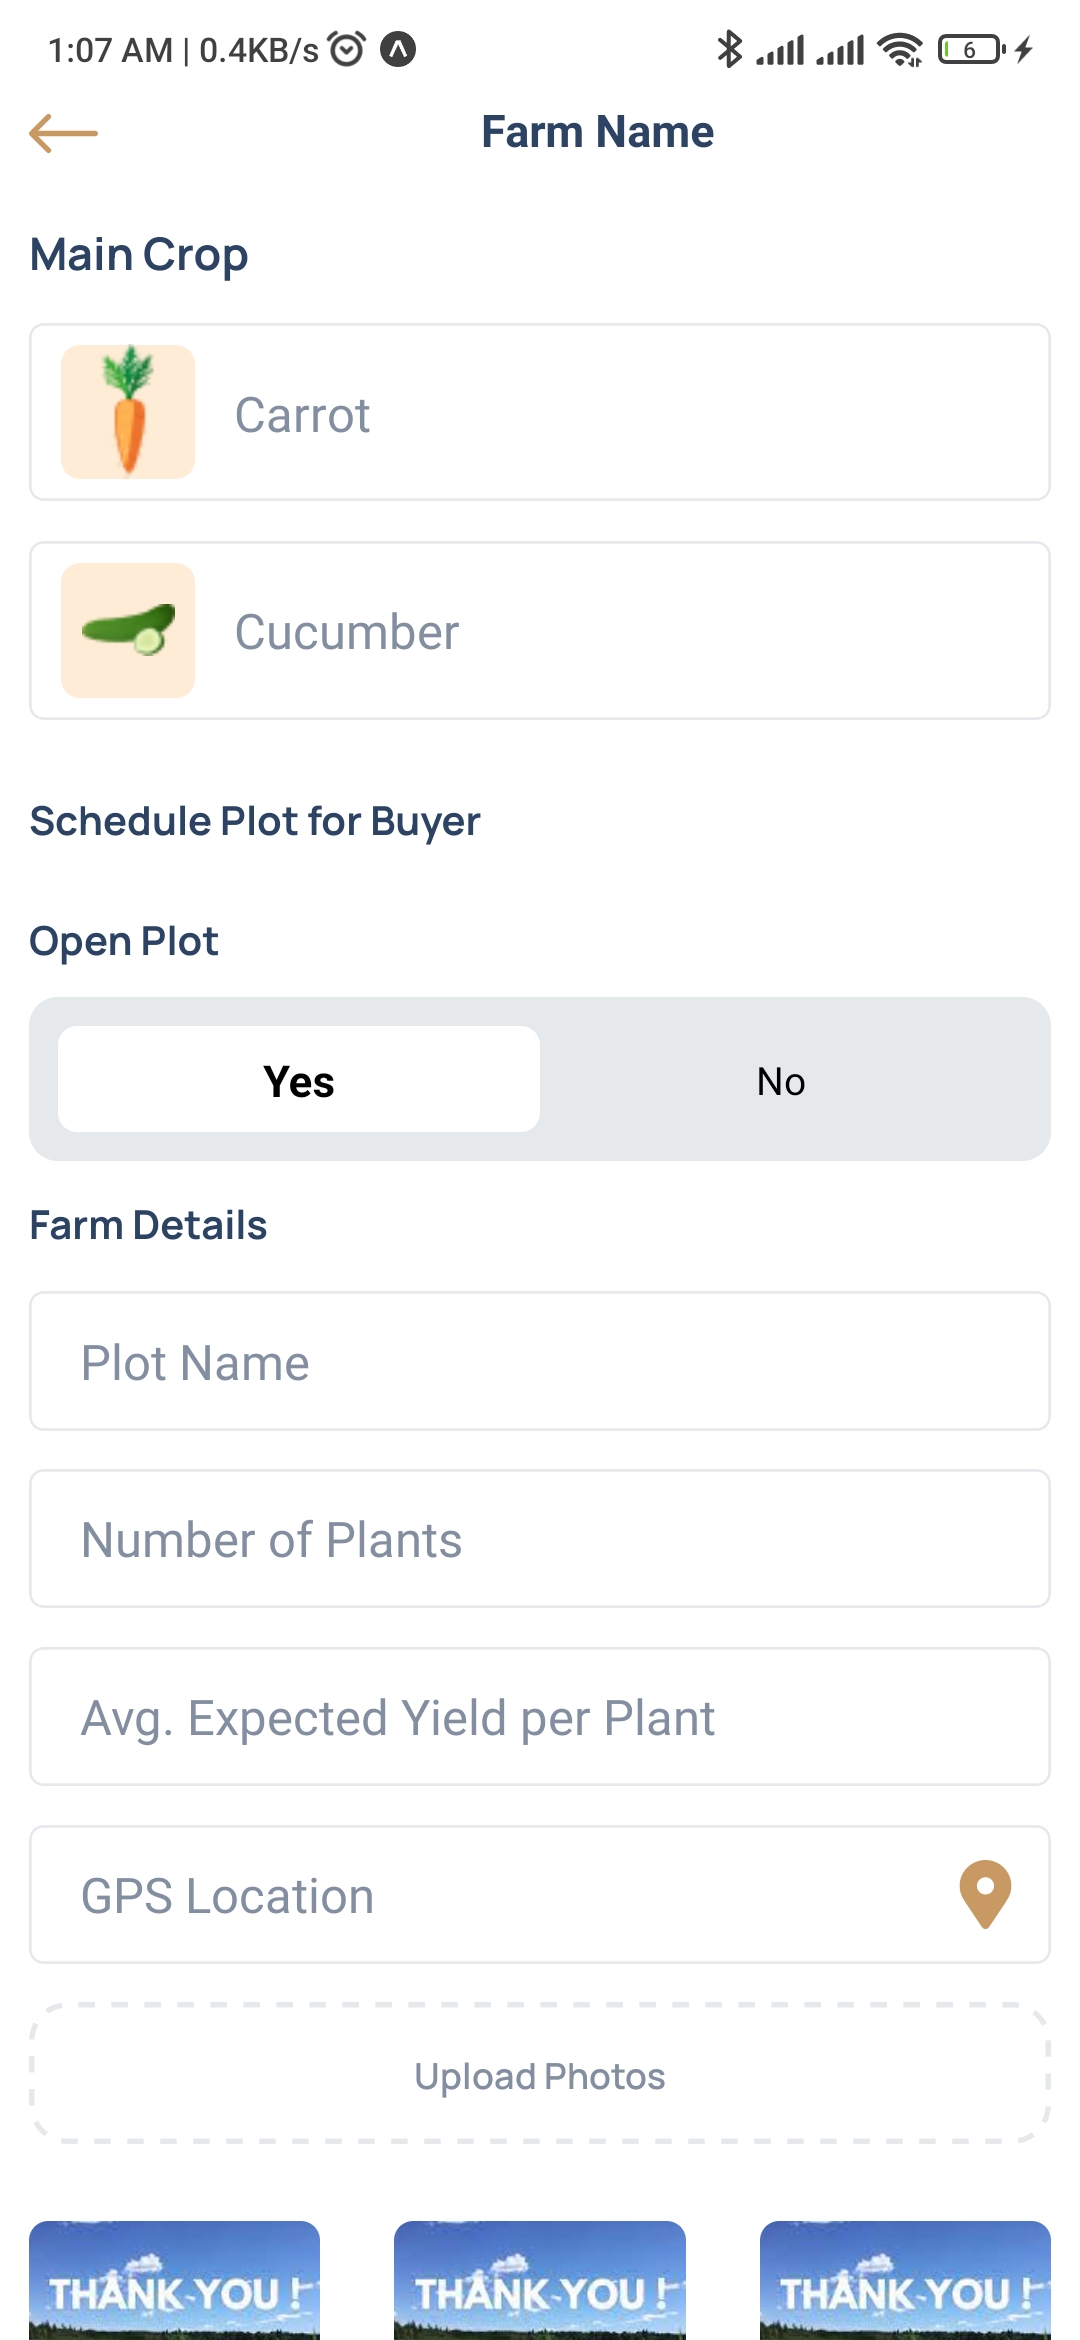 1:07 AM | 0.4KB/s 6
Farm Name
Main Crop
Carrot
Cucumber
Schedule Plot for Buyer
Open Plot
Yes No
Farm Details
Plot Name
Number of Plants
Avg. Expected Yield per Plant
GPS Location
Upload Photos
THANK YOU ! THANK YOU ! THANK YOU !